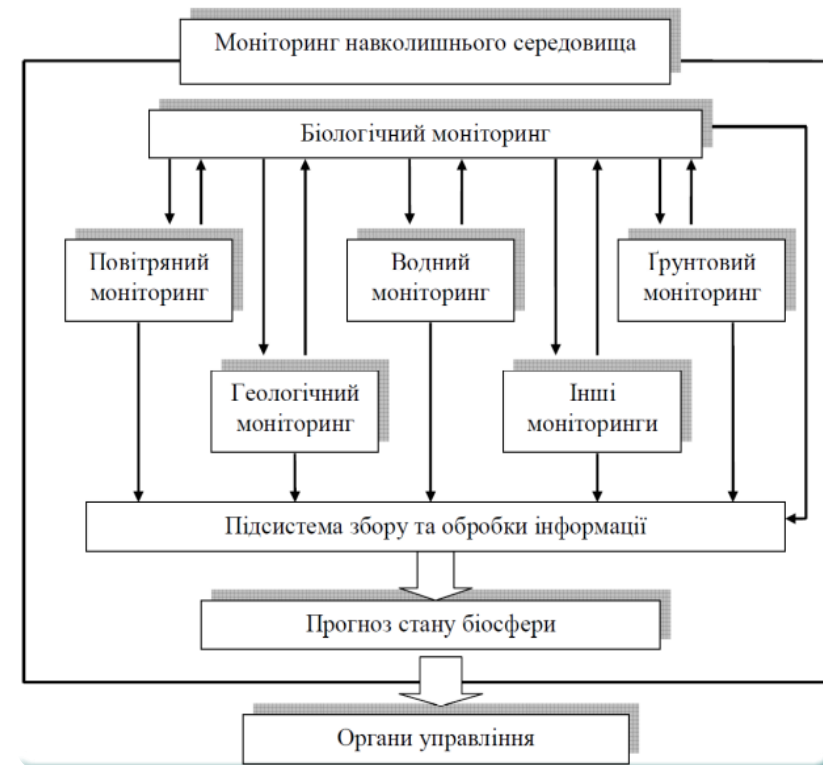 Моніторинг навколишнього середовища
Біологічний моніторинг
Повітряний
моніторинг
Водний
моніторинг
Ґрунтовий
моніторинг
Геологічний
моніторинг
Інші
моніторинги
Підсистема збору та обробки інформації
Прогноз стану біосфери
Органи управління